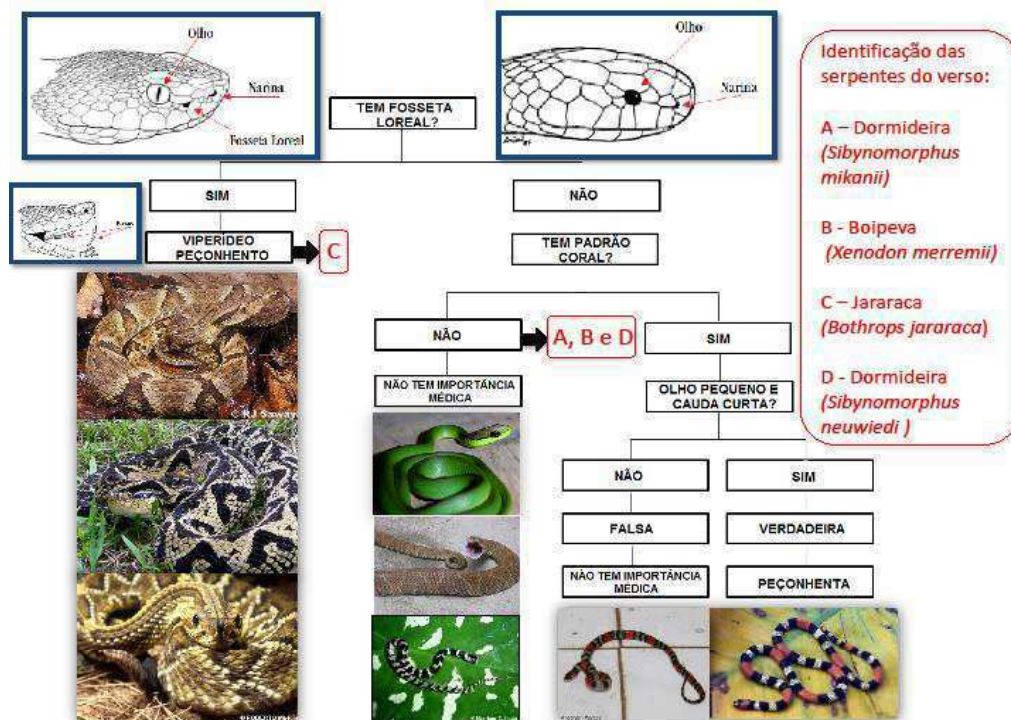 Olho
Narina
Fosseta Loreal
TEM FOSSETA
LOREAL?
Olho
Narina
SIM
NÃO
VIPERÍDEO
PEÇONHENTO
C
TEM PADRÃO
CORAL?
NÃO
A, B e D
SIM
NÃO TEM IMPORTÂNCIA
MÉDICA
OLHO PEQUENO E
CAUDA CURTA?
NÃO
SIM
FALSA
VERDADEIRA
NÃO TEM IMPORTÂNCIA
MÉDICA
PEÇONHENTA
Identificação das
serpentes do verso:
A – Dormideira
(Sibynomorphus
mikanii)
B - Boipeva
(Xenodon merremii)
C – Jararaca
(Bothrops jararaca)
D - Dormideira
(Sibynomorphus
neuwiedi )
© RJ Sawaya